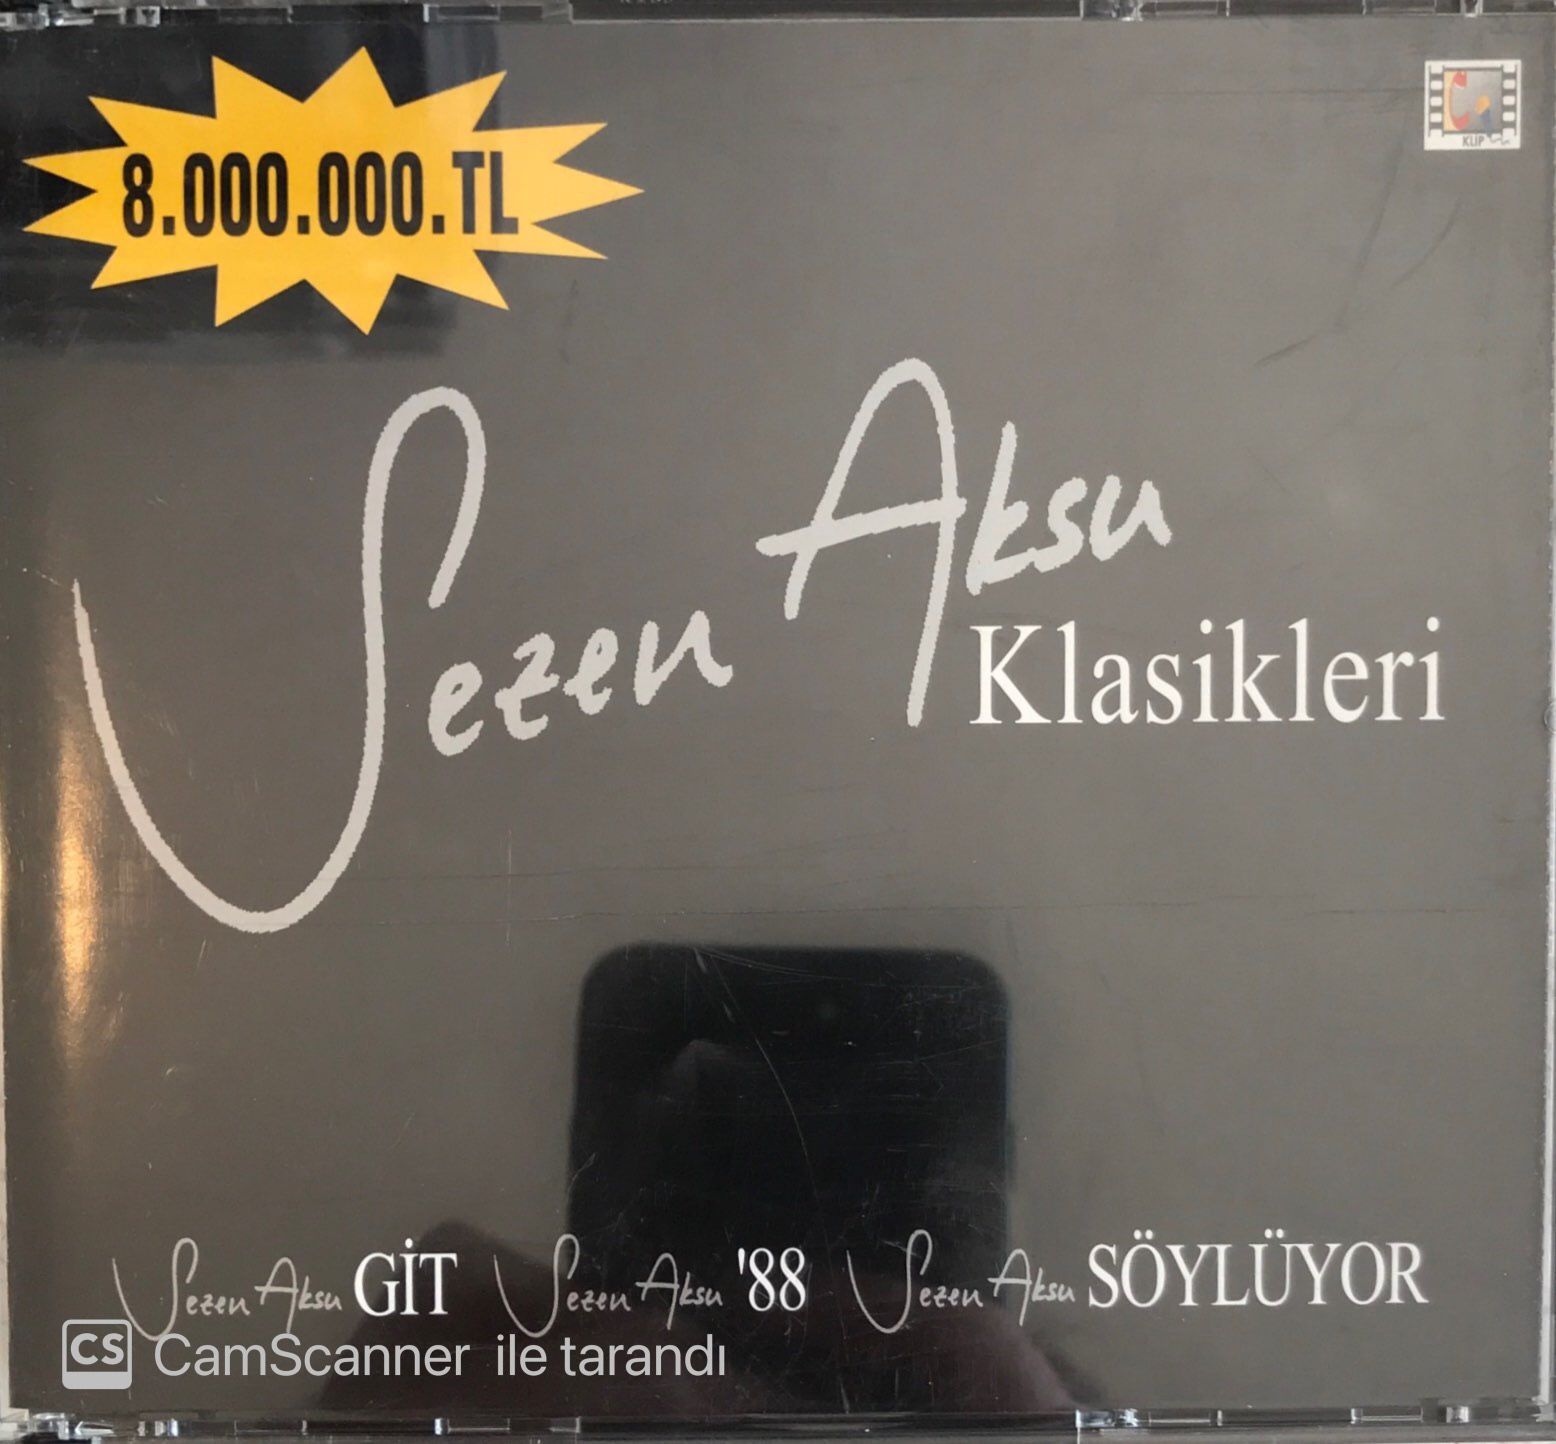 8.000.000.TL
KLİP
Sezen Aksu
Klasikleri
Sezen Aksu GİT Sezen Aksu '88 Sezen Aksu SÖYLÜYOR
CS CamScanner ile tarandı